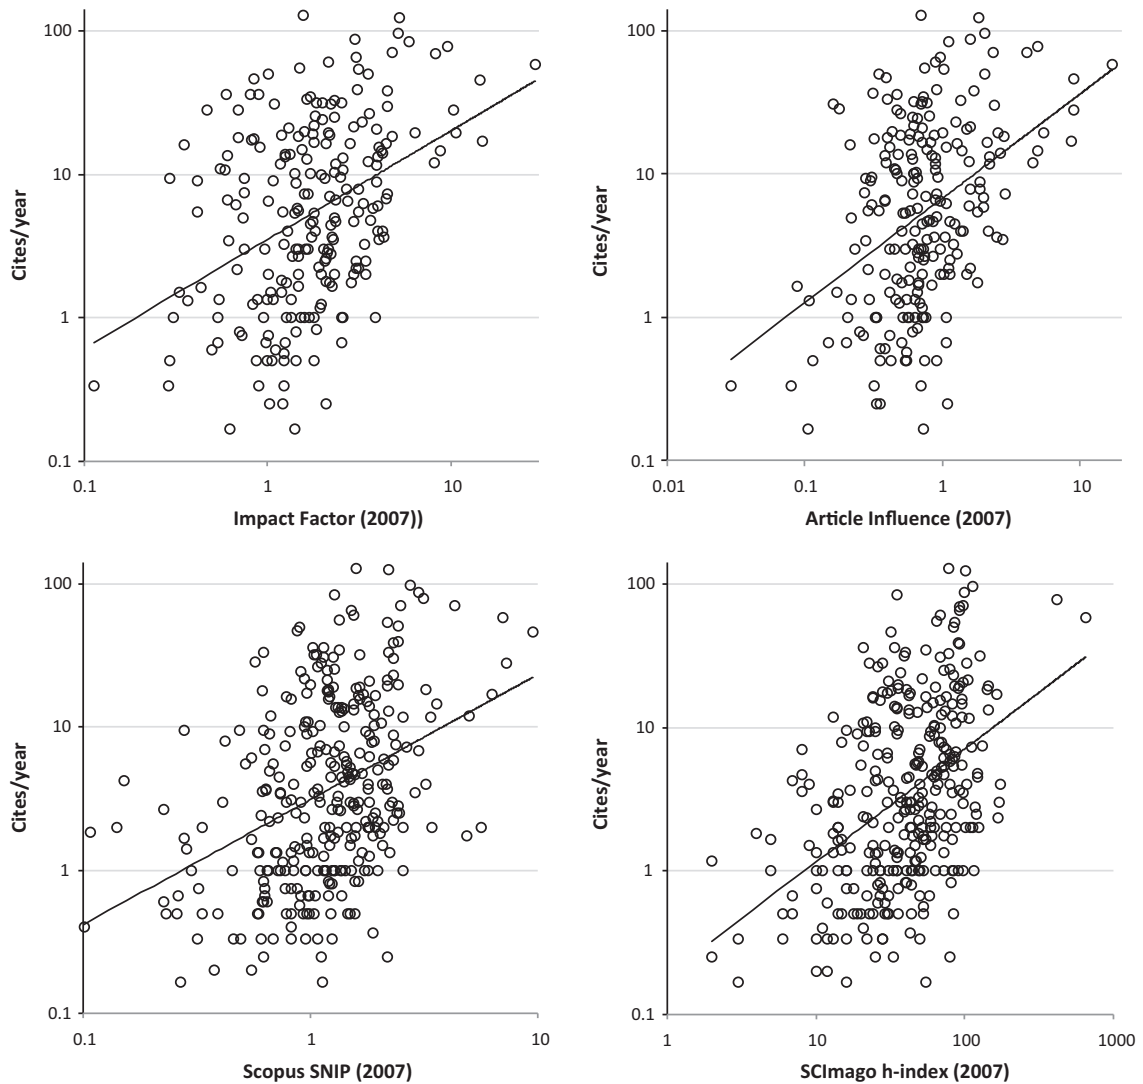 100
10
1
0.1
Cites/year
0.1 1 10
Impact Factor (2007))
100
10
1
0.1
Cites/year
0.01 0.1 1 10
Article Influence (2007)
100
10
1
0.1
Cites/year
0.1 1 10
Scopus SNIP (2007)
100
10
1
0.1
Cites/year
1 10 100 1000
SCImago h-index (2007)